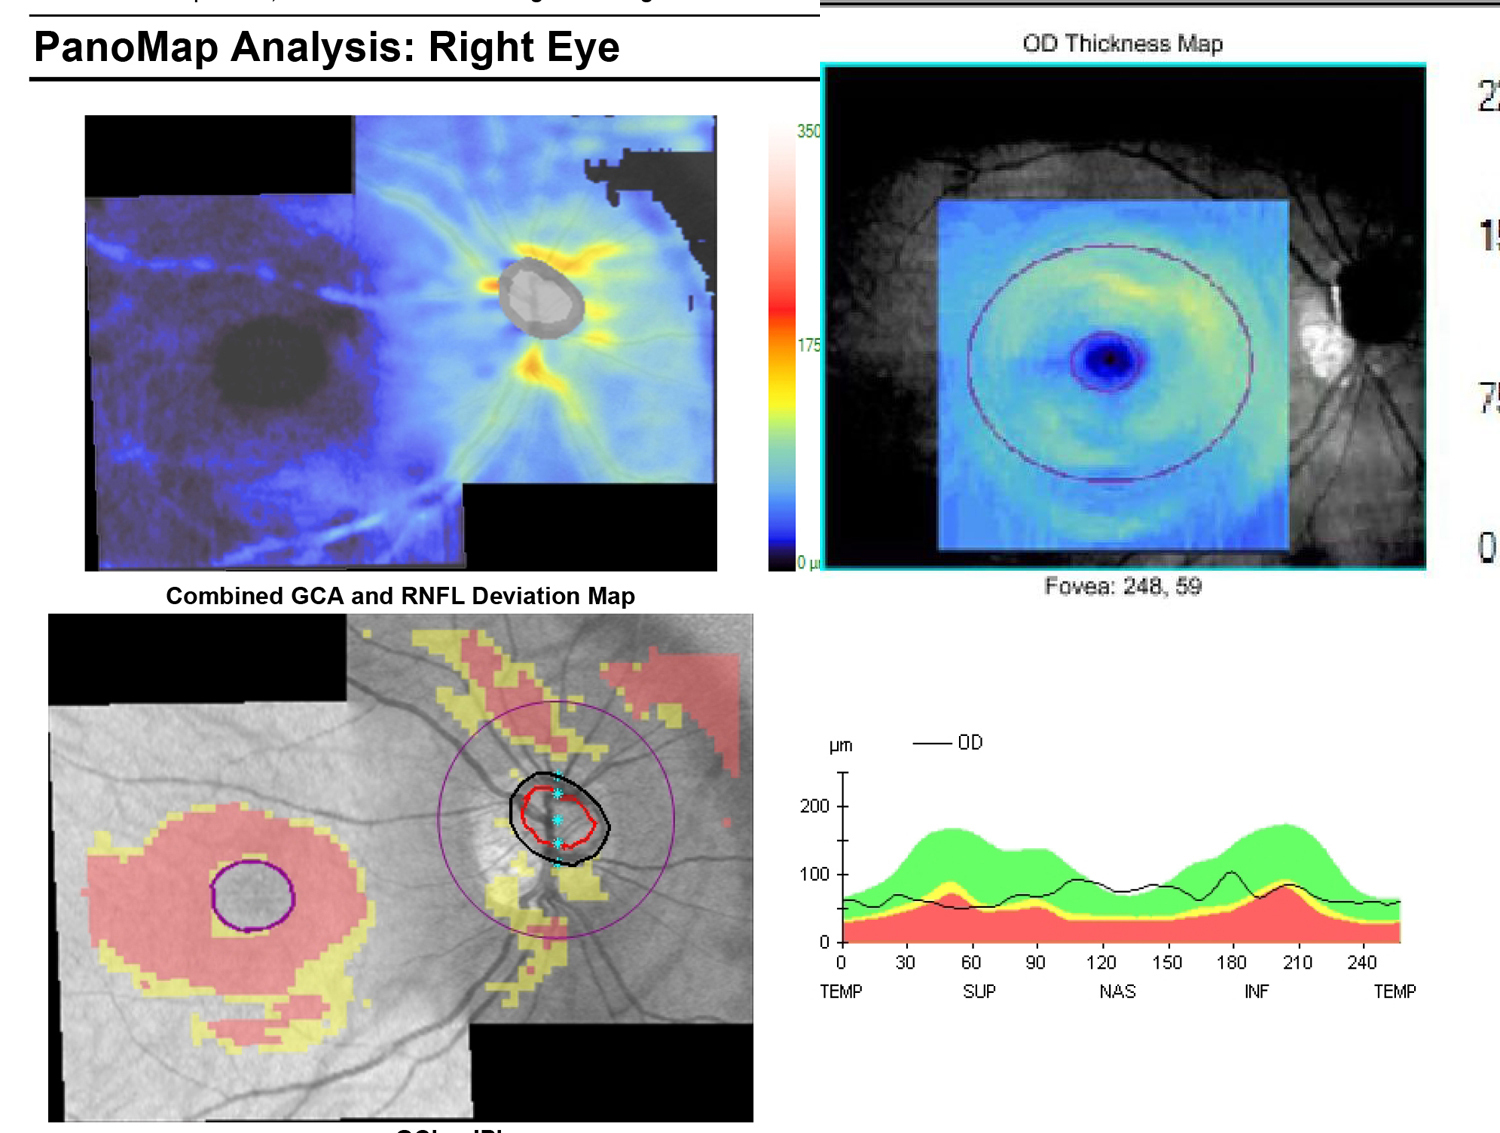 PanoMap Analysis: Right Eye
350
175
0 µ
Combined GCA and RNFL Deviation Map
OD Thickness Map
Fovea: 248, 59
µm
OD
200
100
0
0 30 60 90 120 150 180 210 240
TEMP SUP NAS INF TEMP